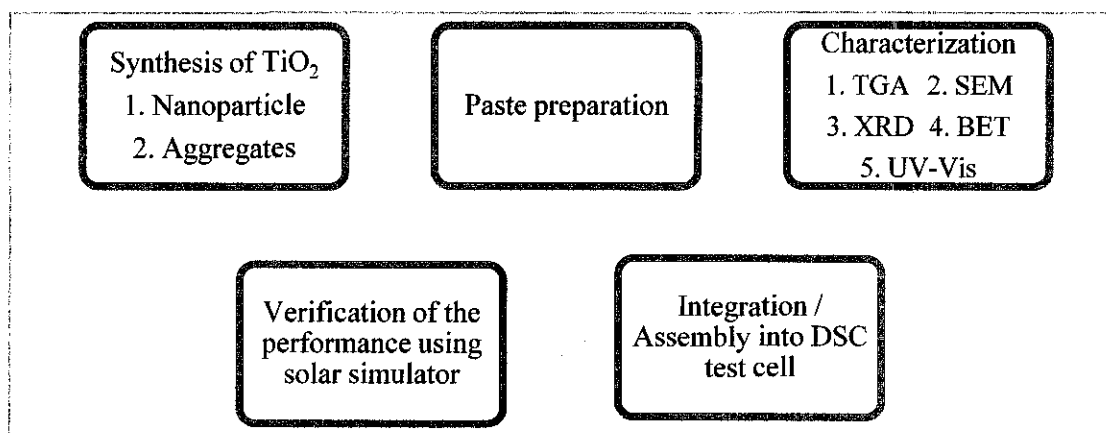 Synthesis of TiO₂
1. Nanoparticle
2. Aggregates
Paste preparation
Characterization
1. TGA 2. SEM
3. XRD 4. BET
5. UV-Vis
Verification of the
performance using
solar simulator
Integration /
Assembly into DSC
test cell